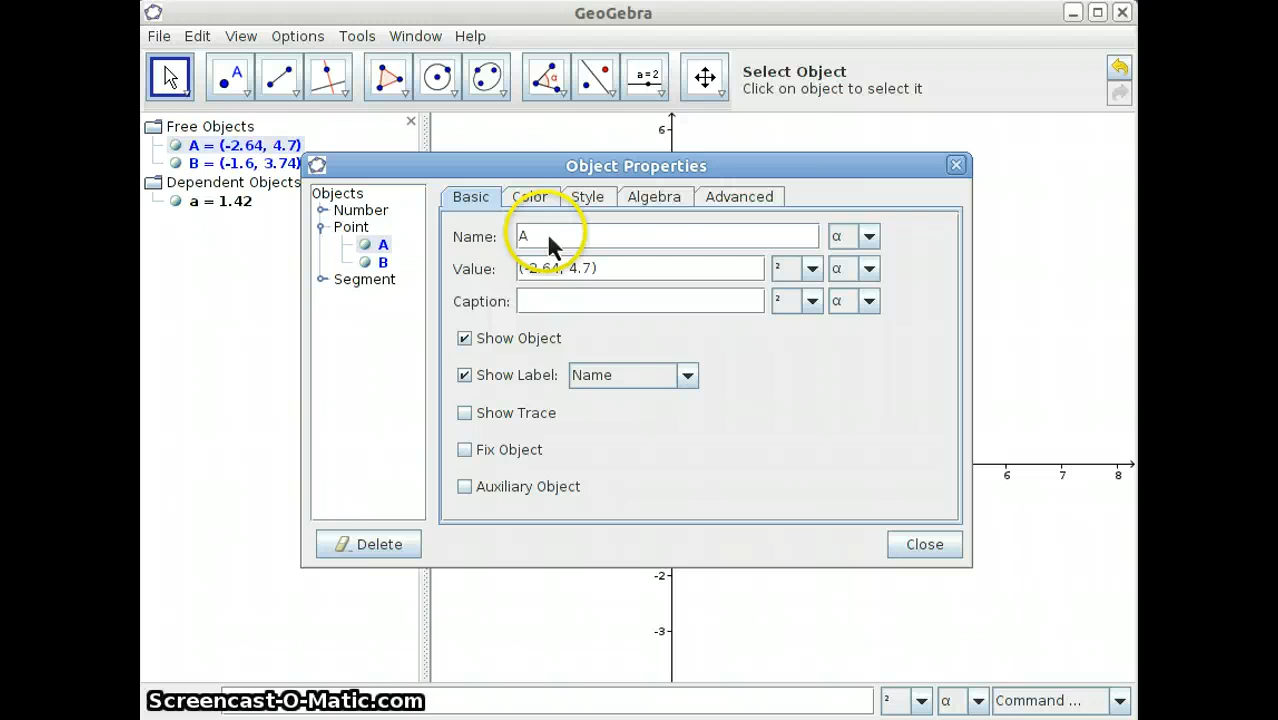 GeoGebra
File Edit View Options Tools Window Help
A
α
a=2
Select Object
Click on object to select it
Free Objects
A = (-2.64, 4.7)
B = (-1.6, 3.74)
Dependent Objects
a = 1.42
6
Object Properties
Objects
Number
Point
A
B
Segment
Basic Color Style Algebra Advanced
Name: A α
Value: (-2.64, 4.7) ² α
Caption: ² α
Show Object
Show Label: Name
Show Trace
Fix Object
Auxiliary Object
Delete
Close
6 7 8
-2
-3
Screencast-O-Matic.com
² α Command ...